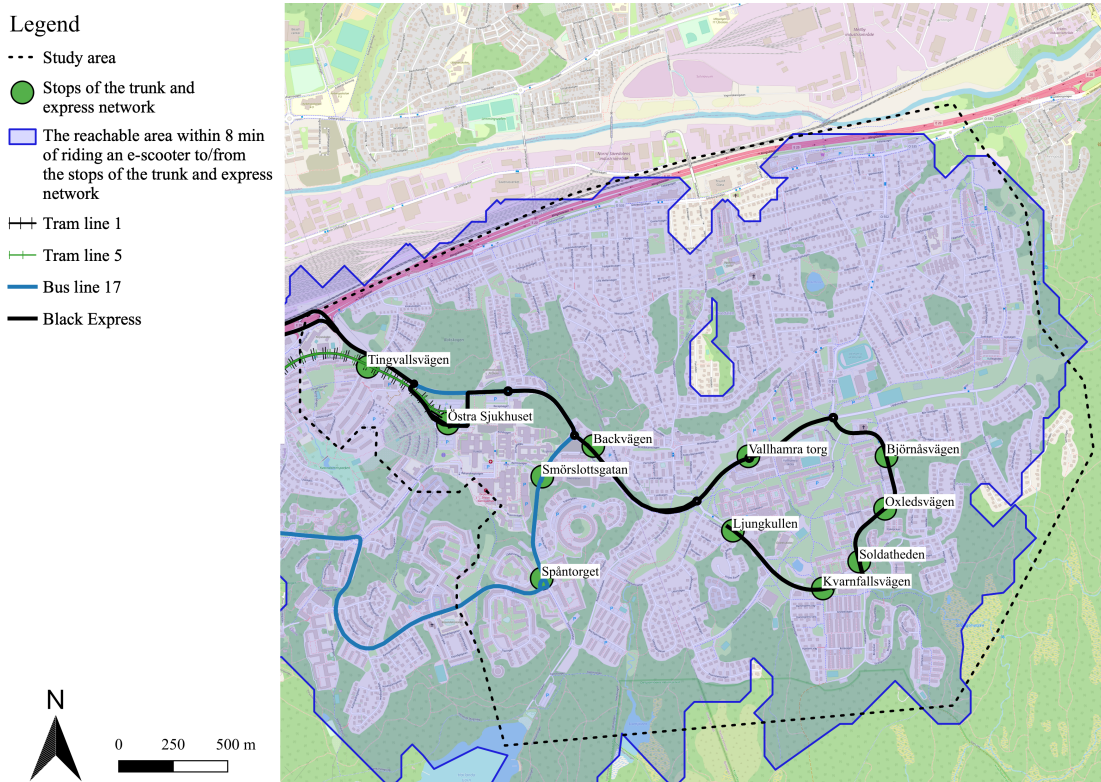 Legend
Study area
Stops of the trunk and
express network
The reachable area within 8 min
of riding an e-scooter to/from
the stops of the trunk and express
network
Tram line 1
Tram line 5
Bus line 17
Black Express
Tingvallsvägen
Östra Sjukhuset
Backvägen
Smörslottsgatan
Vallhamra torg
Björnåsvägen
Oxledsvägen
Ljungkullen
Soldatheden
Kvarnfallsvägen
Spåntorget
N
0 250 500 m